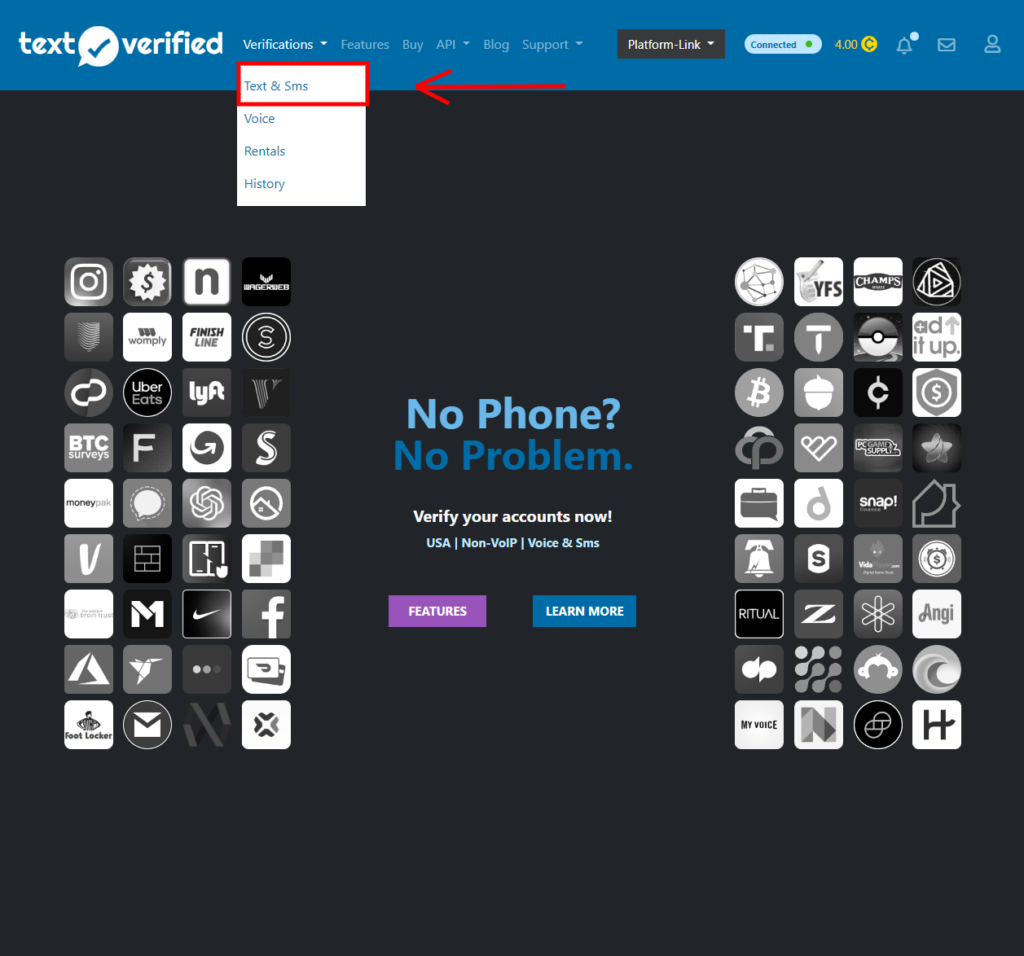 text verified
Verifications Features Buy API Blog Support Platform-Link Connected 4.00 C
Text & Sms
Voice
Rentals
History
n
WAGERWEB
YFS
CHAMPS
womply
FINISH
LINE
S
T.
T
ad
it up.
Uber
Eats
lyft
V
No Phone?
No Problem.
BTC
surveys
F
S
PC GAME
SUPPLY
moneypak
d
snap!
finance
Verify your accounts now!
USA | Non-VoIP | Voice & Sms
V
S
FEATURES
LEARN MORE
M
f
RITUAL
Z
Angi
dp
Foot Locker
N
MY VOICE
N
H